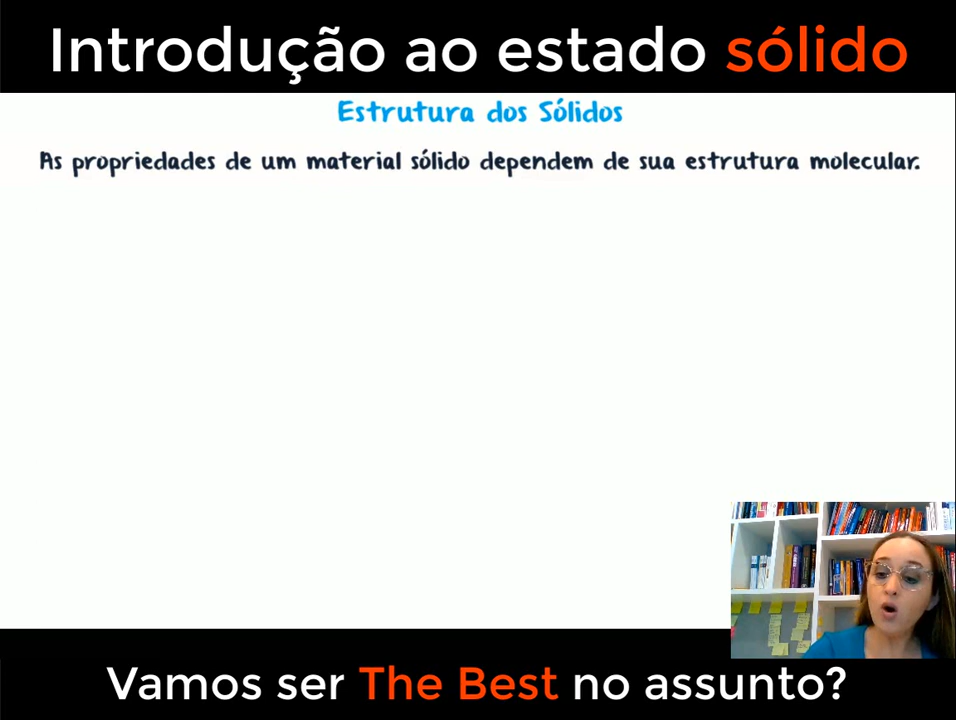 Introdução ao estado sólido
Estrutura dos Sólidos
As propriedades de um material sólido dependem de sua estrutura molecular.
Vamos ser The Best no assunto?